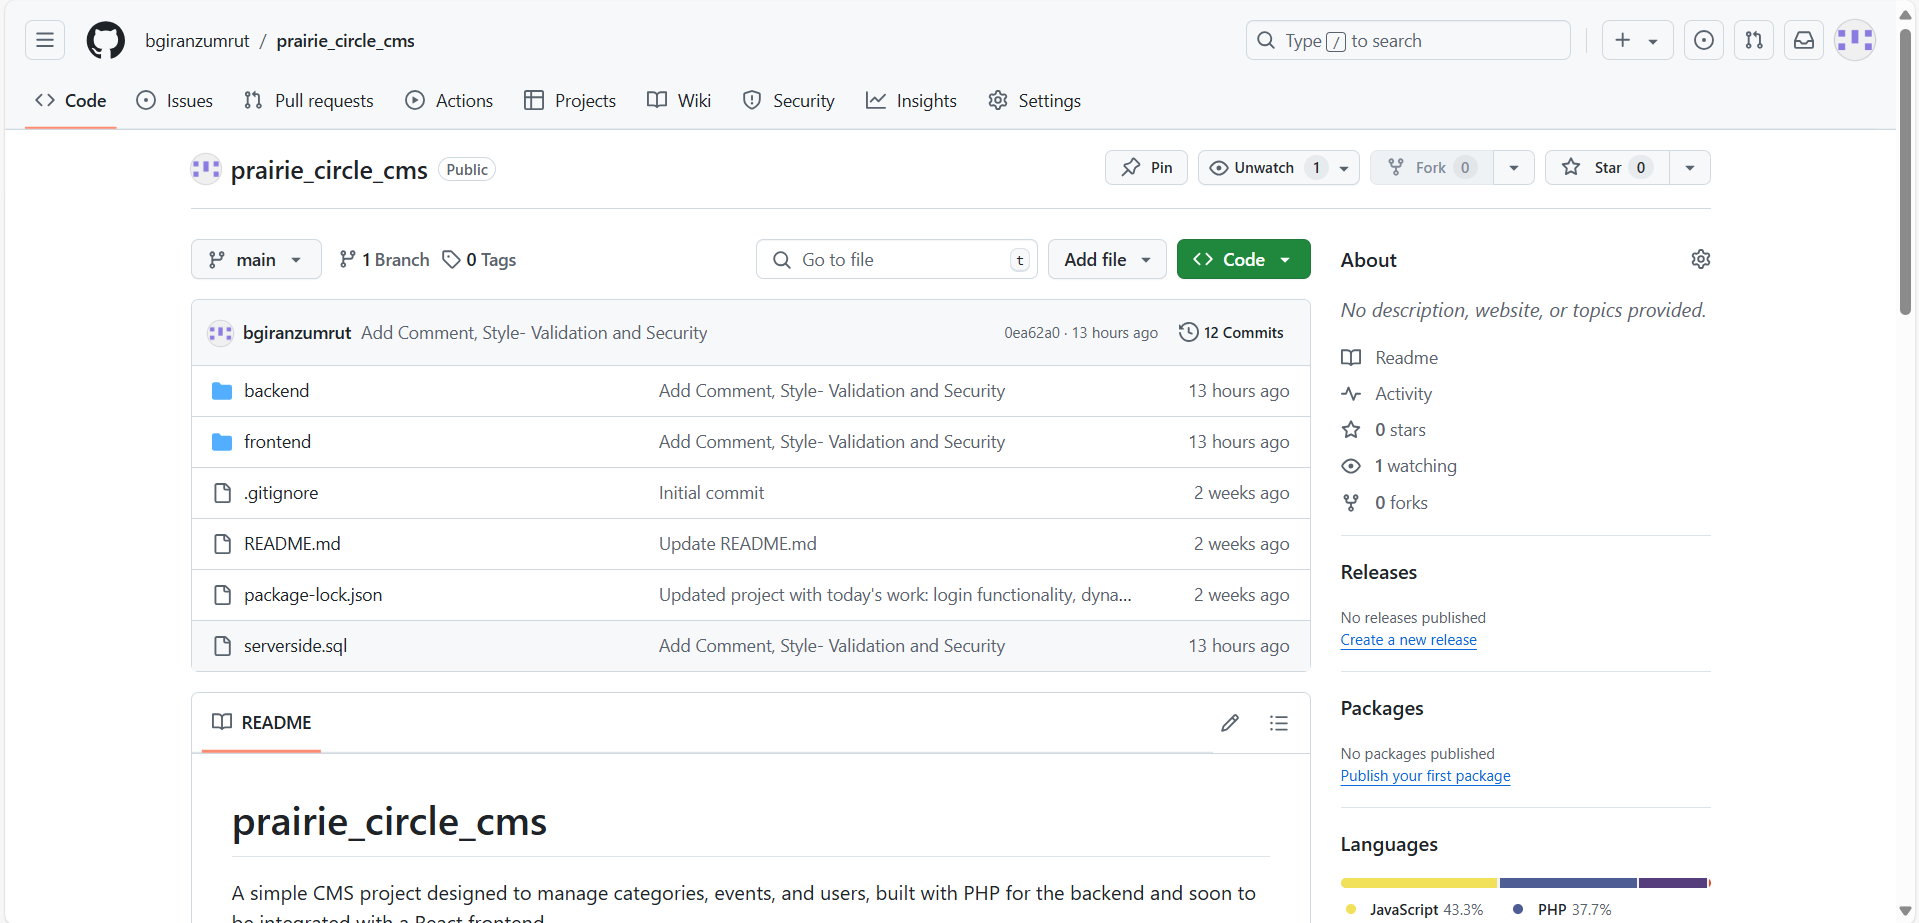 bgiranzumrut / prairie_circle_cms
Type / to search
Code Issues Pull requests Actions Projects Wiki Security Insights Settings
prairie_circle_cms Public
Pin Unwatch 1 Fork 0 Star 0
main 1 Branch 0 Tags Go to file t Add file Code
bgiranzumrut Add Comment, Style- Validation and Security 0ea62a0 · 13 hours ago 12 Commits
backend Add Comment, Style- Validation and Security 13 hours ago
frontend Add Comment, Style- Validation and Security 13 hours ago
.gitignore Initial commit 2 weeks ago
README.md Update README.md 2 weeks ago
package-lock.json Updated project with today's work: login functionality, dyna... 2 weeks ago
serverside.sql Add Comment, Style- Validation and Security 13 hours ago
README
prairie_circle_cms
A simple CMS project designed to manage categories, events, and users, built with PHP for the backend and soon to
be integrated with a React frontend
About
No description, website, or topics provided.
Readme
Activity
0 stars
1 watching
0 forks
Releases
No releases published
Create a new release
Packages
No packages published
Publish your first package
Languages
JavaScript 43.3% PHP 37.7%